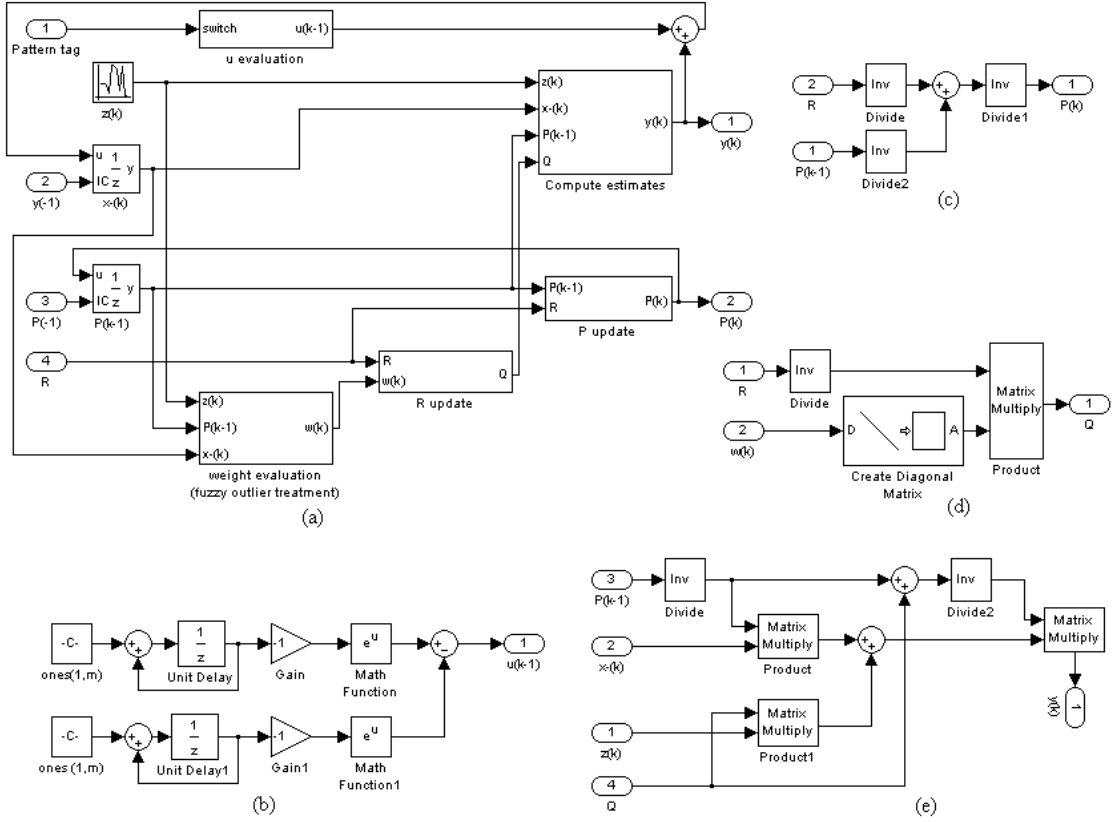 1
Pattern tag
switch
u(k-1)
u evaluation
+
+
z(k)
u
IC
1
z
y
x-(k)
2
y(-1)
z(k)
x-(k)
P(k-1)
Q
y(k)
Compute estimates
1
y(k)
u
IC
1
z
y
P(k-1)
3
P(-1)
P(k-1)
R
P(k)
P update
2
P(k)
4
R
R
w(k)
Q
R update
z(k)
P(k-1)
x-(k)
w(k)
weight evaluation
(fuzzy outlier treatment)
(a)
2
R
Inv
Divide
+
+
Inv
Divide1
1
P(k)
1
P(k-1)
Inv
Divide2
(c)
1
R
Inv
Divide
2
w(k)
D
A
Create Diagonal
Matrix
Matrix
Multiply
Product
1
Q
(d)
-C-
ones(1,m)
+
+
1
z
Unit Delay
-1
Gain
e^u
Math
Function
+
−
1
u(k-1)
-C-
ones (1,m)
+
+
1
z
Unit Delay1
-1
Gain1
e^u
Math
Function1
(b)
3
P(k-1)
Inv
Divide
+
+
Inv
Divide2
2
x-(k)
Matrix
Multiply
Product
+
+
Matrix
Multiply
1
y(k)
1
z(k)
Matrix
Multiply
Product1
4
Q
(e)